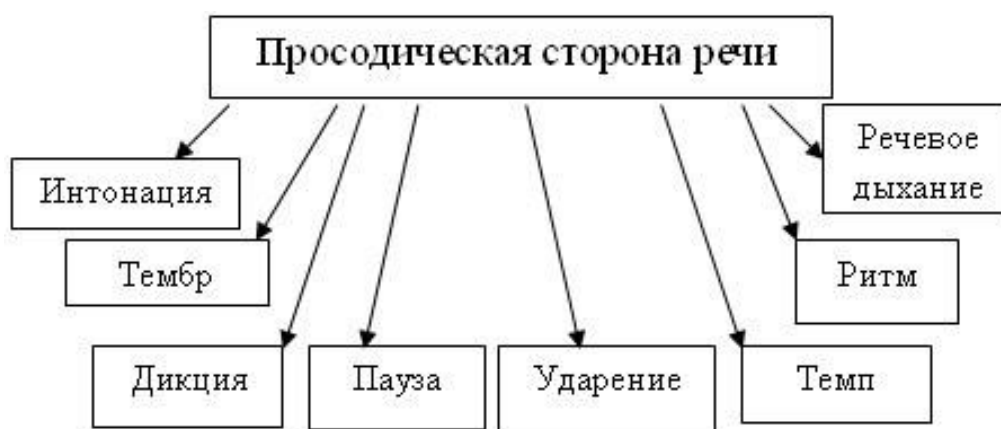 Просодическая сторона речи
Интонация
Тембр
Дикция
Пауза
Ударение
Темп
Ритм
Речевое
дыхание